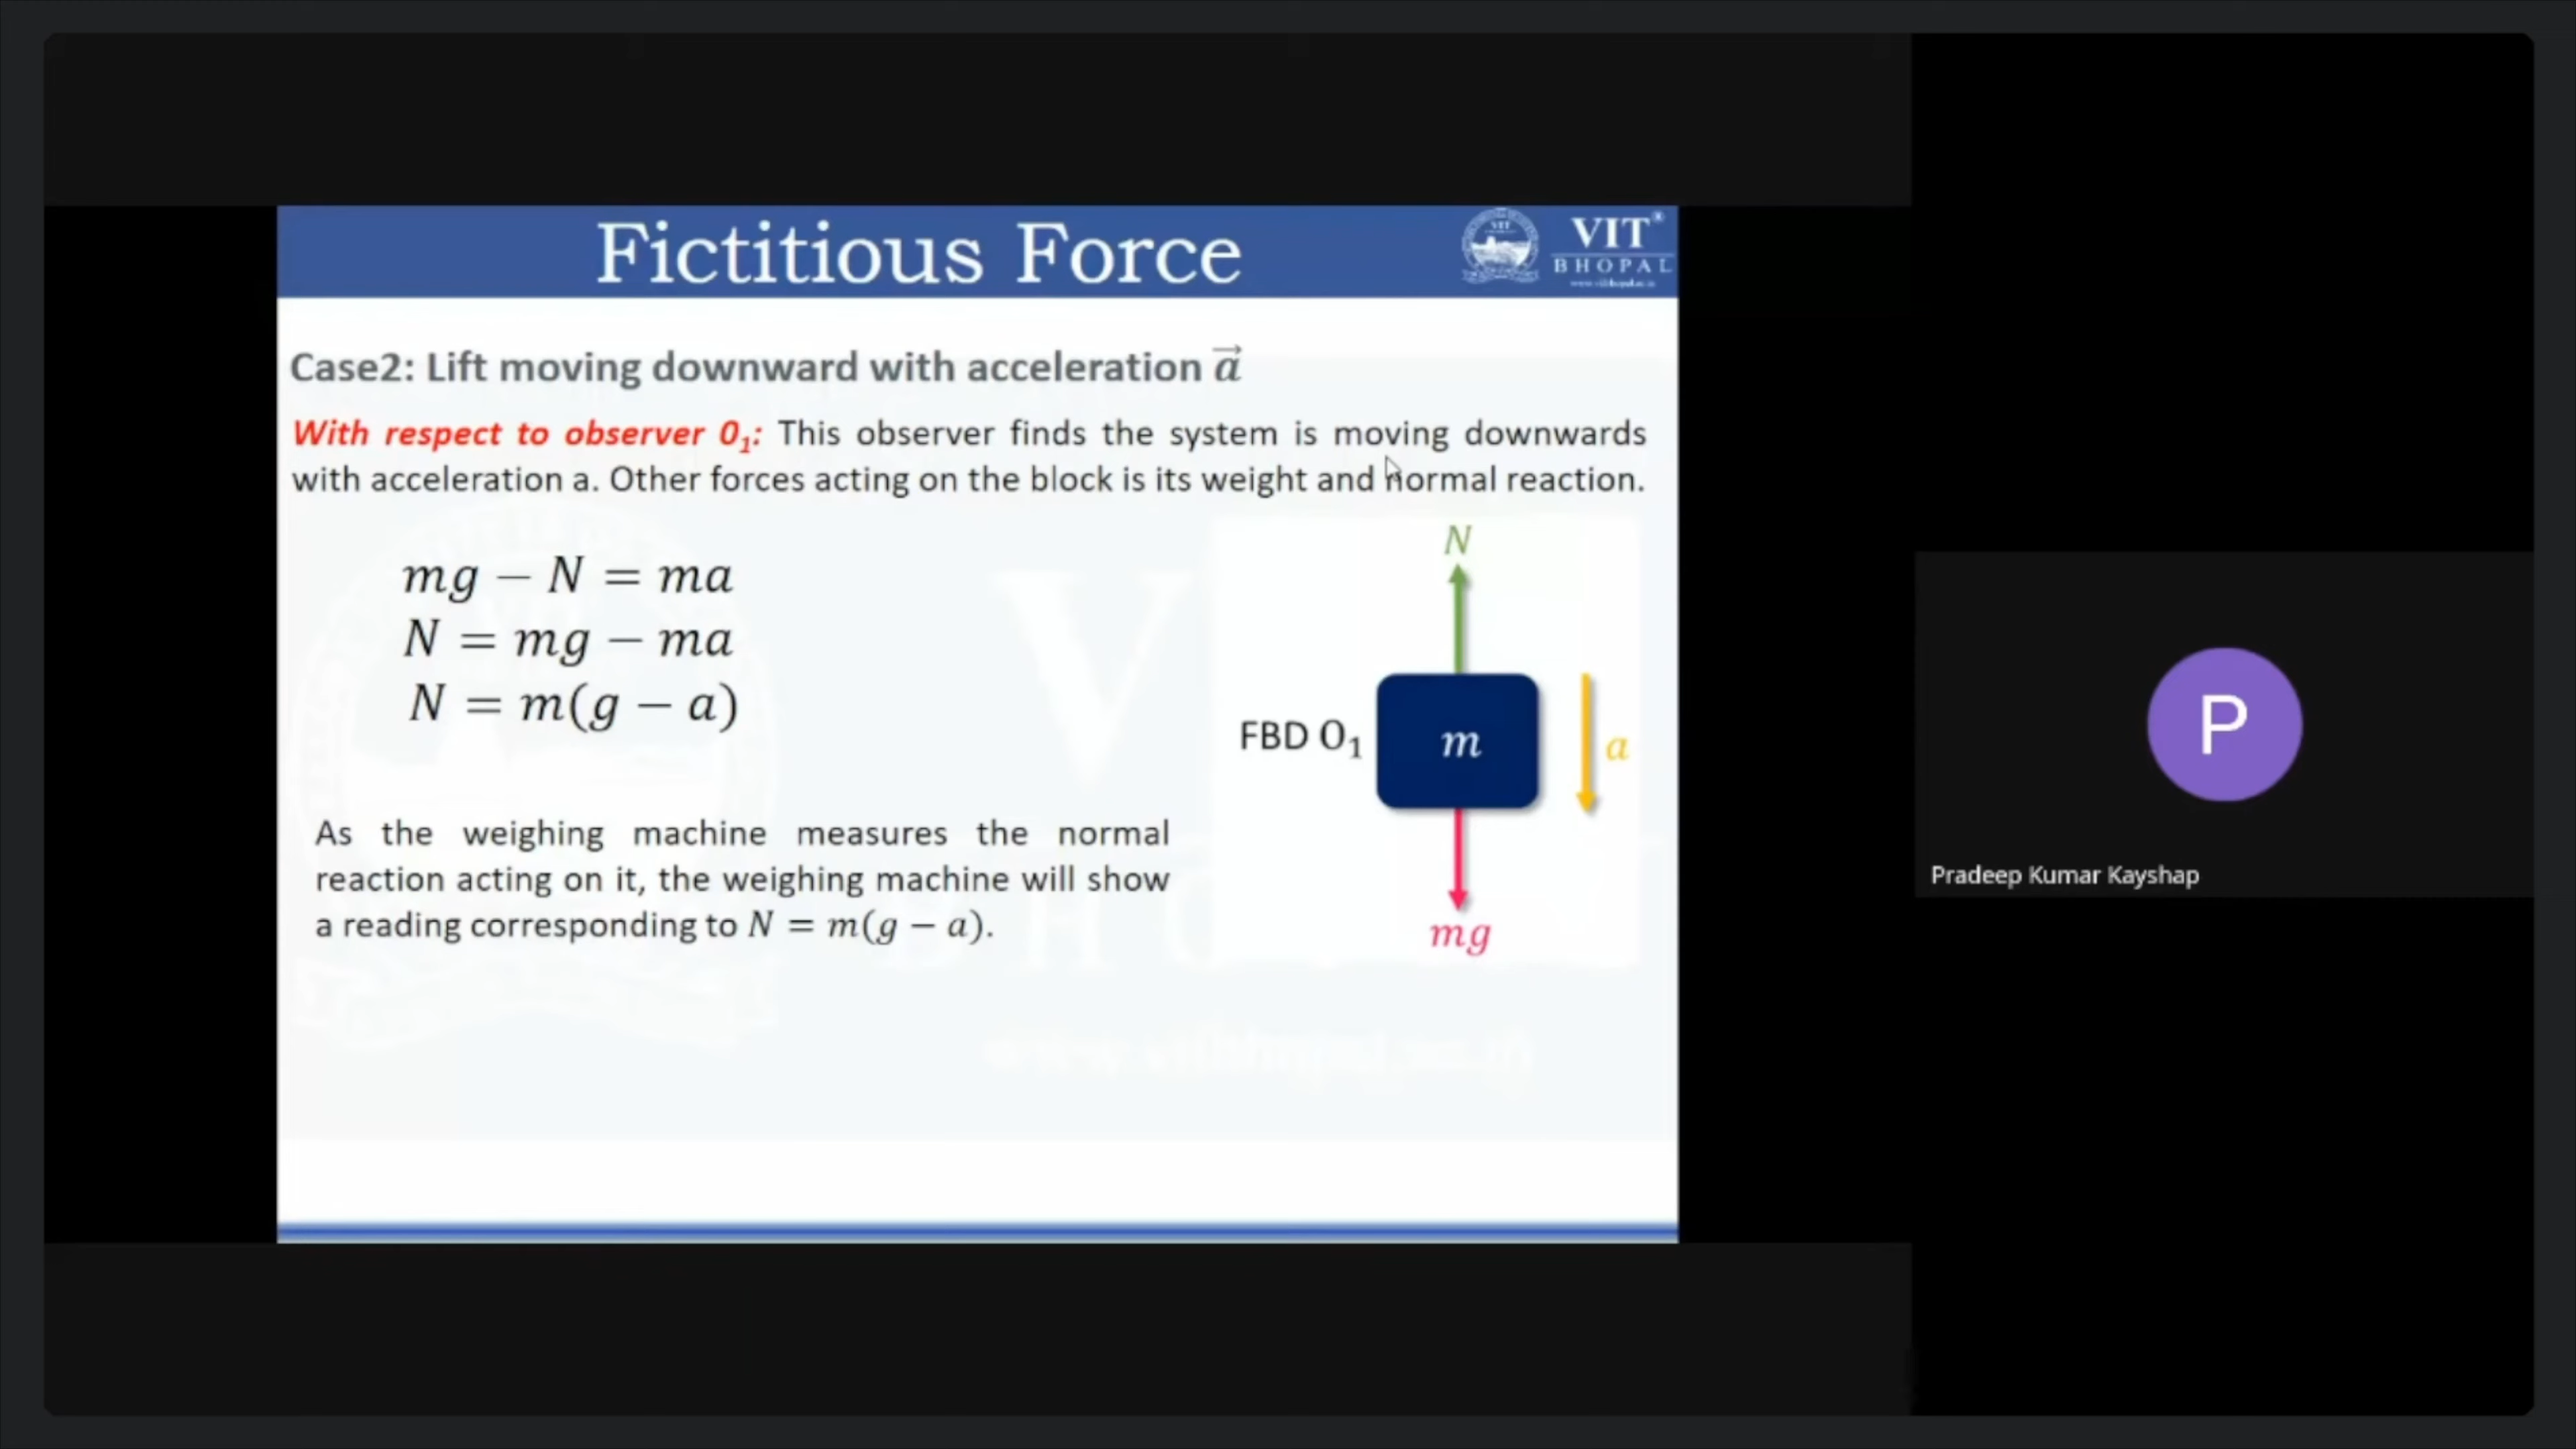 Fictitious Force
VIT®
BHOPAL
Case2: Lift moving downward with acceleration a⃗
With respect to observer O₁: This observer finds the system is moving downwards
with acceleration a. Other forces acting on the block is its weight and normal reaction.
mg − N = ma
N = mg − ma
N = m(g − a)
N
FBD O₁
m
a
mg
As the weighing machine measures the normal
reaction acting on it, the weighing machine will show
a reading corresponding to N = m(g − a).
P
Pradeep Kumar Kayshap